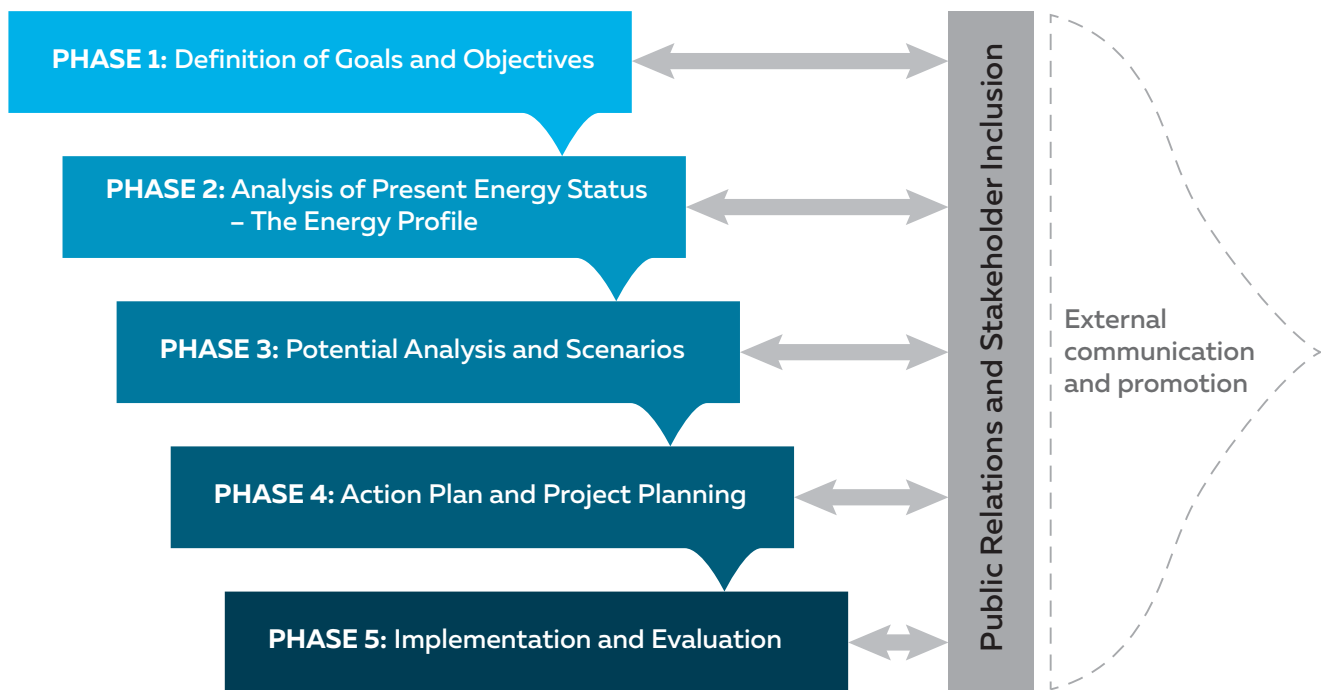 PHASE 1: Definition of Goals and Objectives
PHASE 2: Analysis of Present Energy Status
– The Energy Profile
PHASE 3: Potential Analysis and Scenarios
PHASE 4: Action Plan and Project Planning
PHASE 5: Implementation and Evaluation
Public Relations and Stakeholder Inclusion
External
communication
and promotion